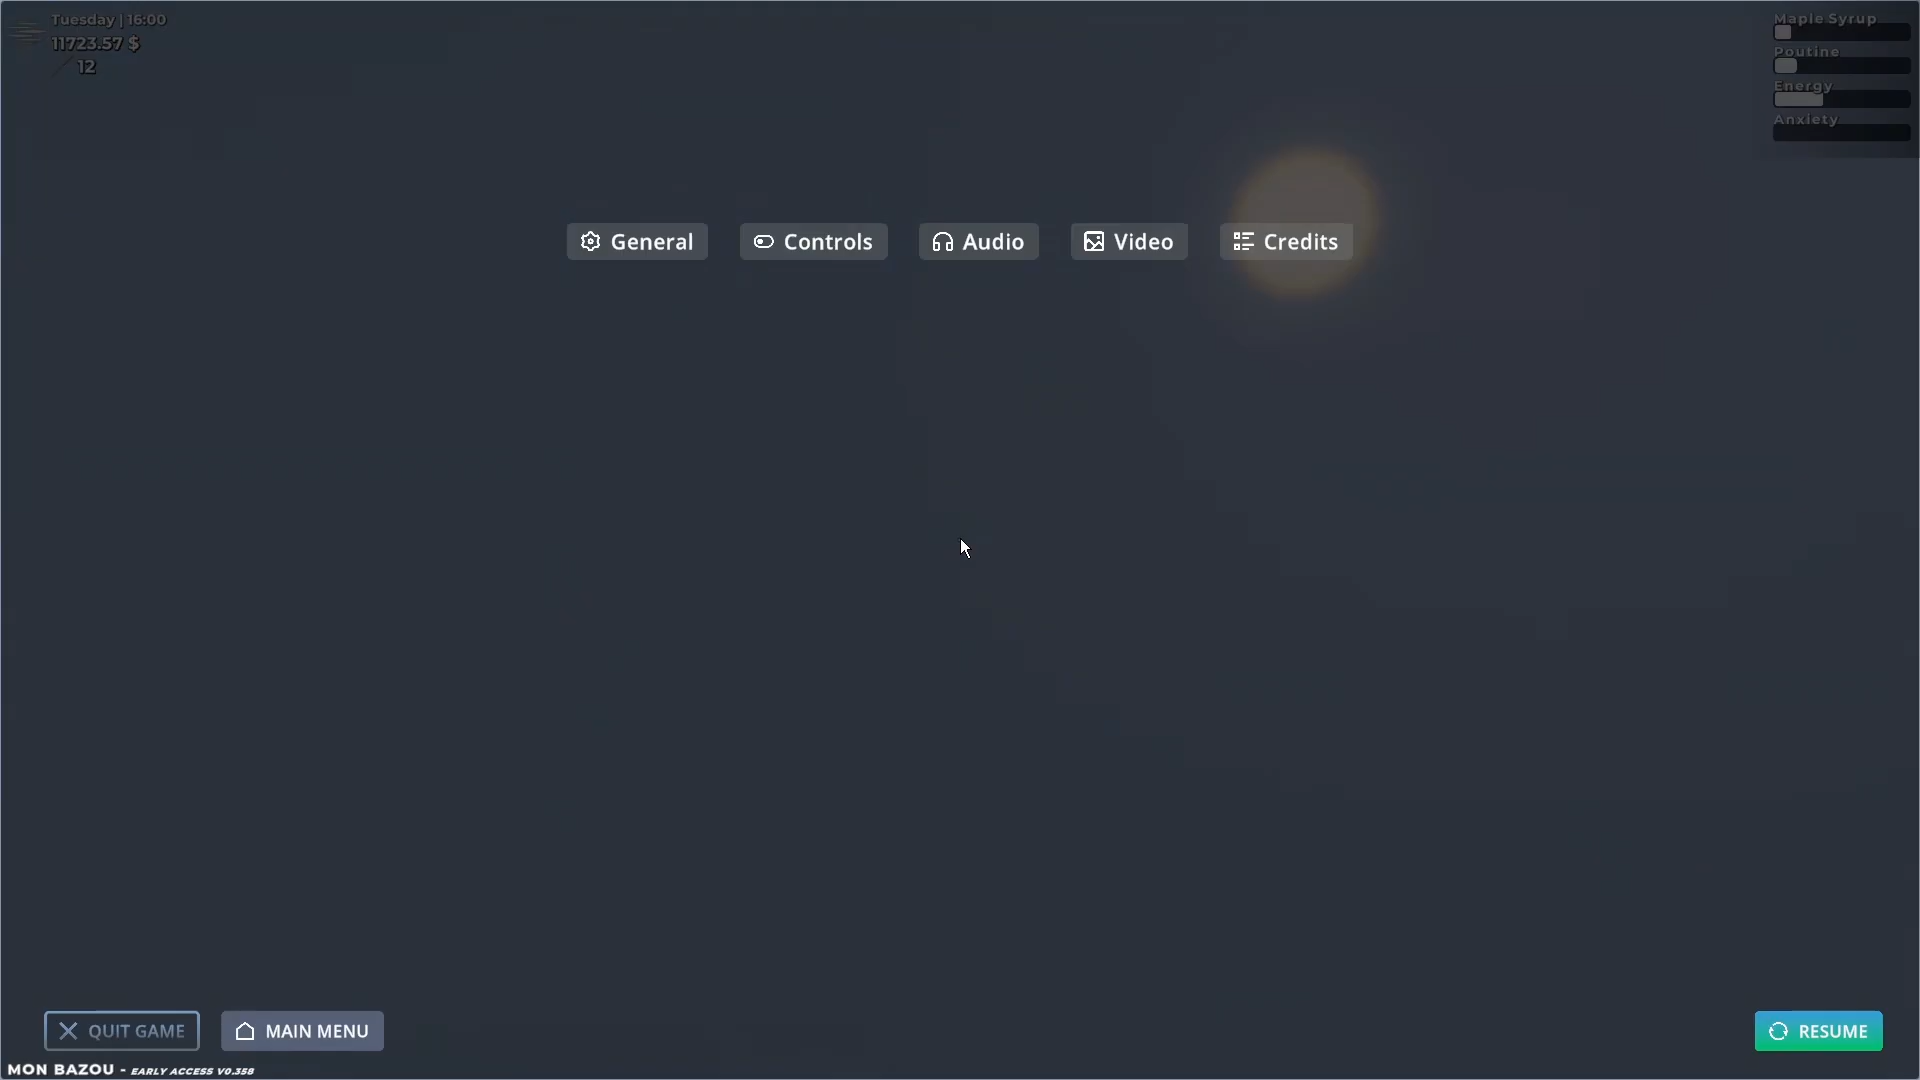 Tuesday | 16:00
11723.57 $
12
Maple Syrup
Poutine
Energy
Anxiety
General
Controls
Audio
Video
Credits
QUIT GAME
MAIN MENU
RESUME
MON BAZOU - EARLY ACCESS V0.358